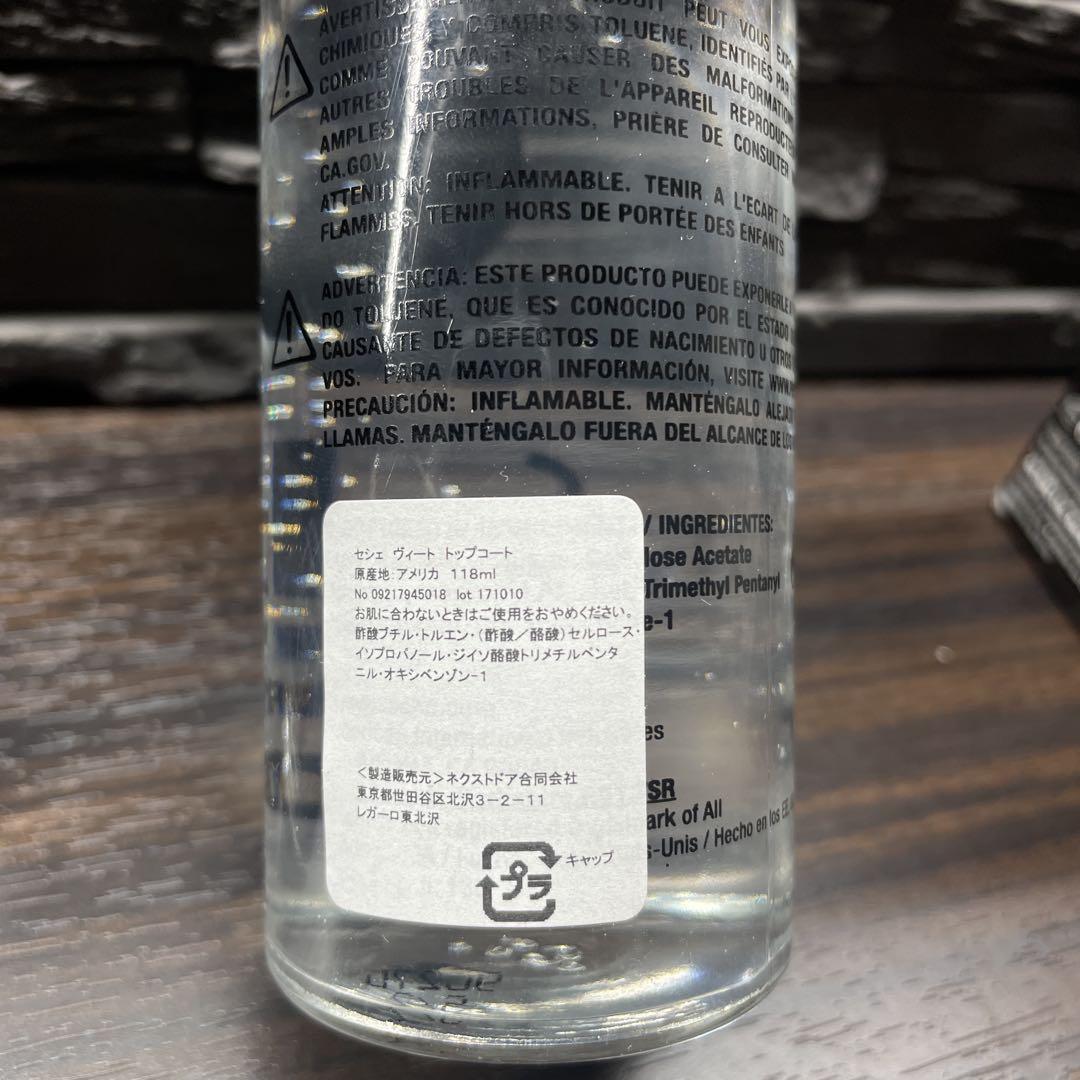 AVERTISSEMENT PRODUIT PEUT VOUS
CHIMIQUE Y COMPRIS TOLUENE, IDENTIFIÉS PAR
COMME POUVANT CAUSER DES MALFORMATIONS
AUTRES TROUBLES DE L'APPAREIL
AMPLES INFORMATIONS, PRIÈRE DE CONSULTER
CA.GOV.
ATTENTION: INFLAMMABLE. TENIR A L'ECART DE
FLAMMES. TENIR HORS DE PORTÉE DES ENFANTS
ADVERTENCIA: ESTE PRODUCTO PUEDE EXPONERLE
DO TOLUENE, QUE ES CONOCIDO POR EL ESTADO
CAUSANTE DE DEFECTOS DE NACIMIENTO U OTROS
VOS. PARA MAYOR INFORMACIÓN, VISITE
PRECAUCIÓN: INFLAMABLE. MANTÉNGALO
LLAMAS. MANTÉNGALO FUERA DEL ALCANCE DE
/ INGREDIENTES:
lose Acetate
Trimethyl Pentanyl
e-1
es
SR
ark of All
s-Unis / Hecho en los EE.
セシェ ヴィート トップコート
原産地:アメリカ 118ml
No 09217945018 lot 171010
お肌に合わないときはご使用をおやめください。
酢酸ブチル・トルエン・(酢酸/酪酸)セルロース・
イソプロパノール・ジイソ酪酸トリメチルペンタ
ニル・オキシベンゾン-1
<製造販売元>ネクストドア合同会社
東京都世田谷区北沢3-2-11
レガーロ東北沢
プラ キャップ